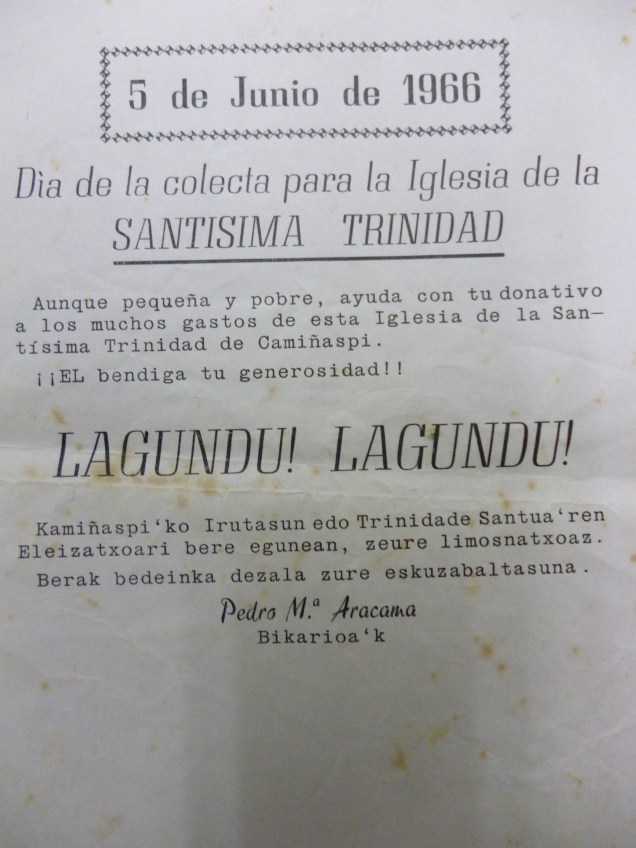 5 de Junio de 1966
Dìa de la colecta para la Iglesia de la
SANTISIMA TRINIDAD
Aunque pequeña y pobre, ayuda con tu donativo
a los muchos gastos de esta Iglesia de la San-
tísima Trinidad de Camiñaspi.
¡¡EL bendiga tu generosidad!!
LAGUNDU! LAGUNDU!
Kamiñaspi‘ko Irutasun edo Trinidade Santua‘ren
Eleizatxoari bere egunean, zeure limosnatxoaz.
Berak bedeinka dezala zure eskuzabaltasuna.
Pedro M.ª Aracama
Bikarioa‘k